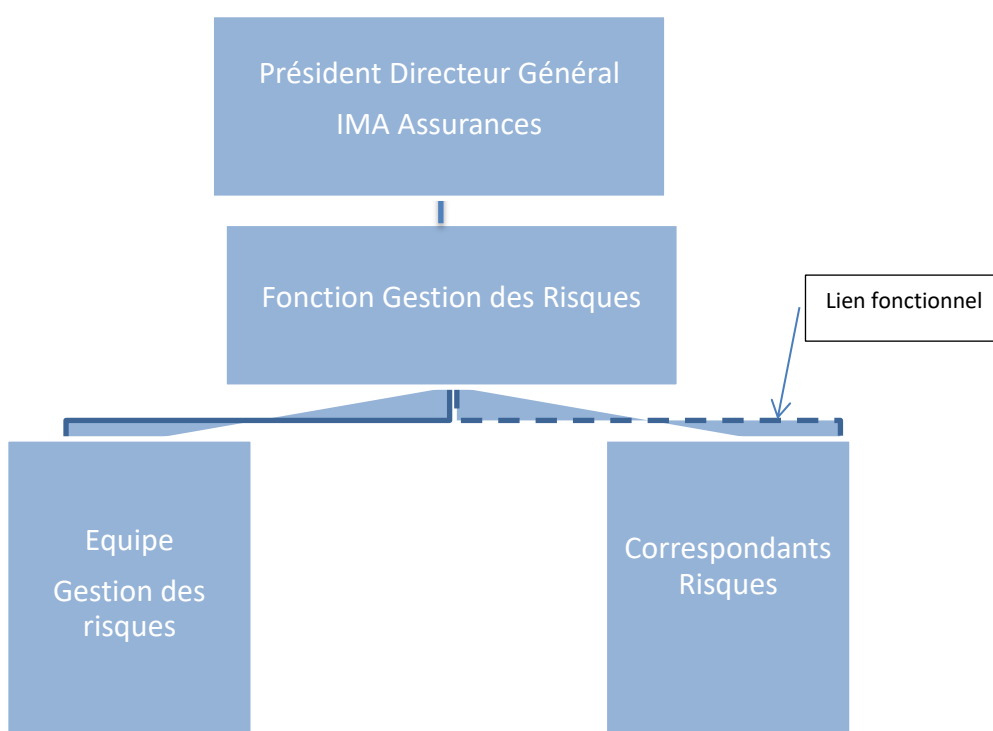 Président Directeur Général
IMA Assurances
Fonction Gestion des Risques
Lien fonctionnel
Equipe
Gestion des
risques
Correspondants
Risques